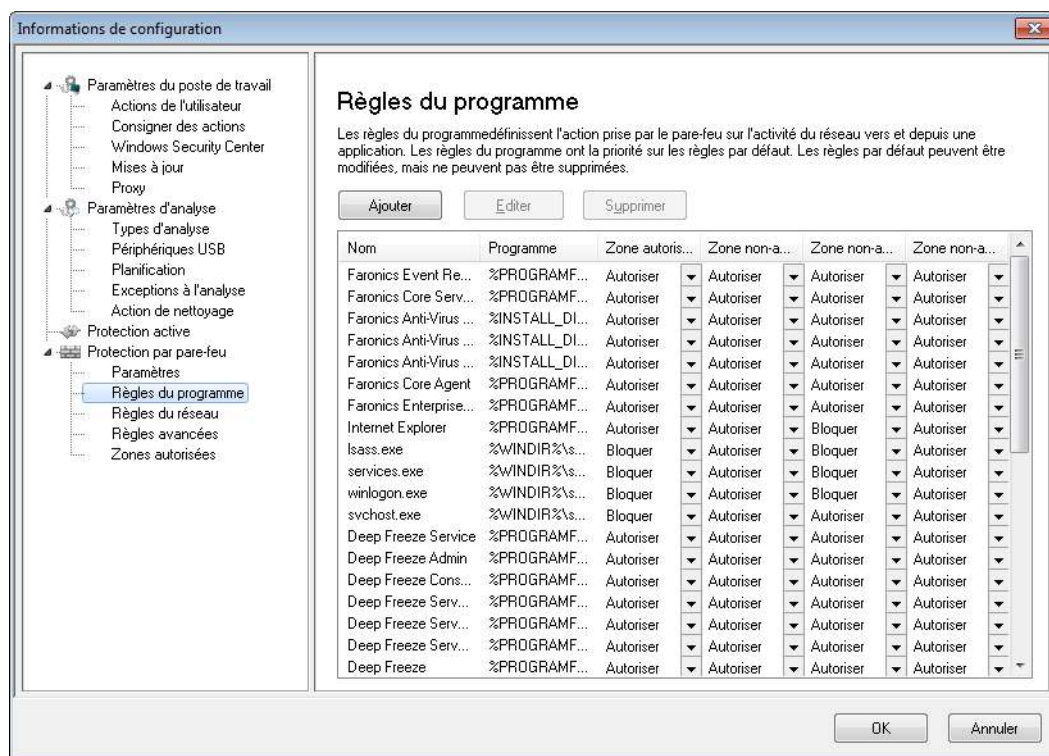 Informations de configuration
Paramètres du poste de travail
Actions de l'utilisateur
Consigner des actions
Windows Security Center
Mises à jour
Proxy
Paramètres d'analyse
Types d'analyse
Périphériques USB
Planification
Exceptions à l'analyse
Action de nettoyage
Protection active
Protection par pare-feu
Paramètres
Règles du programme
Règles du réseau
Règles avancées
Zones autorisées
Règles du programme
Les règles du programmedéfinissent l'action prise par le pare-feu sur l'activité du réseau vers et depuis une
application. Les règles du programme ont la priorité sur les règles par défaut. Les règles par défaut peuvent être
modifiées, mais ne peuvent pas être supprimées.
Ajouter Editer Supprimer
Nom Programme Zone autoris... Zone non-a... Zone non-a... Zone non-a...
Faronics Event Re... %PROGRAMF... Autoriser Autoriser Autoriser Autoriser
Faronics Core Serv... %PROGRAMF... Autoriser Autoriser Autoriser Autoriser
Faronics Anti-Virus ... %INSTALL_DI... Autoriser Autoriser Autoriser Autoriser
Faronics Anti-Virus ... %INSTALL_DI... Autoriser Autoriser Autoriser Autoriser
Faronics Anti-Virus ... %INSTALL_DI... Autoriser Autoriser Autoriser Autoriser
Faronics Core Agent %PROGRAMF... Autoriser Autoriser Autoriser Autoriser
Faronics Enterprise... %PROGRAMF... Autoriser Autoriser Autoriser Autoriser
Internet Explorer %PROGRAMF... Autoriser Autoriser Bloquer Autoriser
lsass.exe %WINDIR%\s... Bloquer Autoriser Bloquer Autoriser
services.exe %WINDIR%\s... Bloquer Autoriser Bloquer Autoriser
winlogon.exe %WINDIR%\s... Bloquer Autoriser Bloquer Autoriser
svchost.exe %WINDIR%\s... Bloquer Autoriser Autoriser Autoriser
Deep Freeze Service %PROGRAMF... Autoriser Autoriser Autoriser Autoriser
Deep Freeze Admin %PROGRAMF... Autoriser Autoriser Autoriser Autoriser
Deep Freeze Cons... %PROGRAMF... Autoriser Autoriser Autoriser Autoriser
Deep Freeze Serv... %PROGRAMF... Autoriser Autoriser Autoriser Autoriser
Deep Freeze Serv... %PROGRAMF... Autoriser Autoriser Autoriser Autoriser
Deep Freeze Serv... %PROGRAMF... Autoriser Autoriser Autoriser Autoriser
Deep Freeze %PROGRAMF... Autoriser Autoriser Autoriser Autoriser
OK Annuler